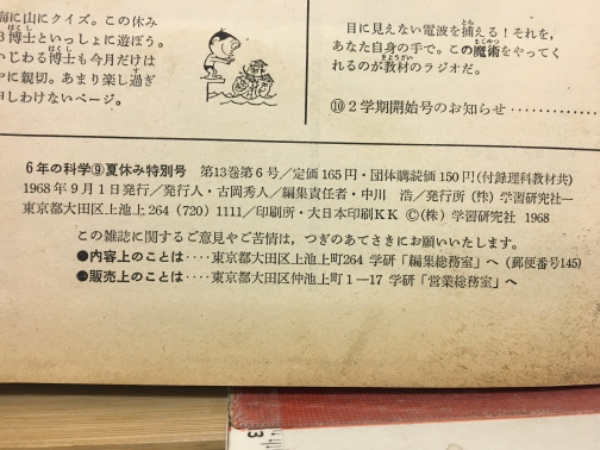 海に山にクイズ。この休み
博士といっしょに遊ぼう。
いじわる博士も今月だけは
に親切。あまり楽し過ぎ
申しわけないページ。
目に見えない電波を捕える！それを、
あなた自身の手で。この魔術をやってく
れるのが教材のラジオだ。
⑩2学期開始号のお知らせ…………
6年の科学⑨夏休み特別号 第13巻第6号／定価165円・団体購読価150円(付録理科教材共)
1968年9月1日発行／発行人・古岡秀人／編集責任者・中川 浩／発行所 (株) 学習研究社―
東京都大田区上池上264 (720) 1111／印刷所・大日本印刷KK ©(株) 学習研究社 1968
この雑誌に関するご意見やご苦情は、つぎのあてさきにお願いいたします。
●内容上のことは‥‥東京都大田区上池上町264 学研「編集総務室」へ (郵便番号145)
●販売上のことは‥‥東京都大田区仲池上町1―17 学研「営業総務室」へ